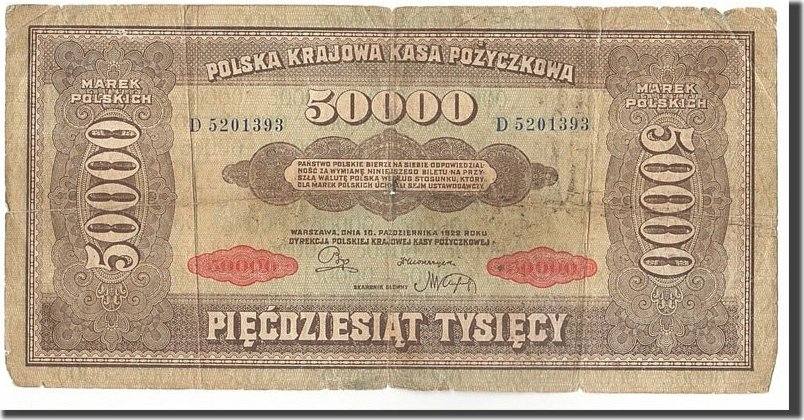 POLSKA KRAJOWA KASA POŻYCZKOWA
MAREK
POLSKICH
50000
MAREK
POLSKICH
D 5201393
D 5201393
50000
50000
PAŃSTWO POLSKIE BIERZE NA SIEBIE ODPOWIEDZIAL
NOŚĆ ZA WYMIANĘ NINIEJSZEGO BILETU NA PRZY-
SZŁĄ WALUTĘ POLSKĄ WEDŁUG STOSUNKU, KTÓRY
DLA MAREK POLSKICH UCHWALI SEJM USTAWODAWCZY.
WARSZAWA, DNIA 10. PAŹDZIERNIKA 1922 ROKU
DYREKCJA POLSKIEJ KRAJOWEJ KASY POŻYCZKOWEJ
50000
50000
SKARBNIK GŁÓWNY
PIĘĆDZIESIĄT TYSIĘCY